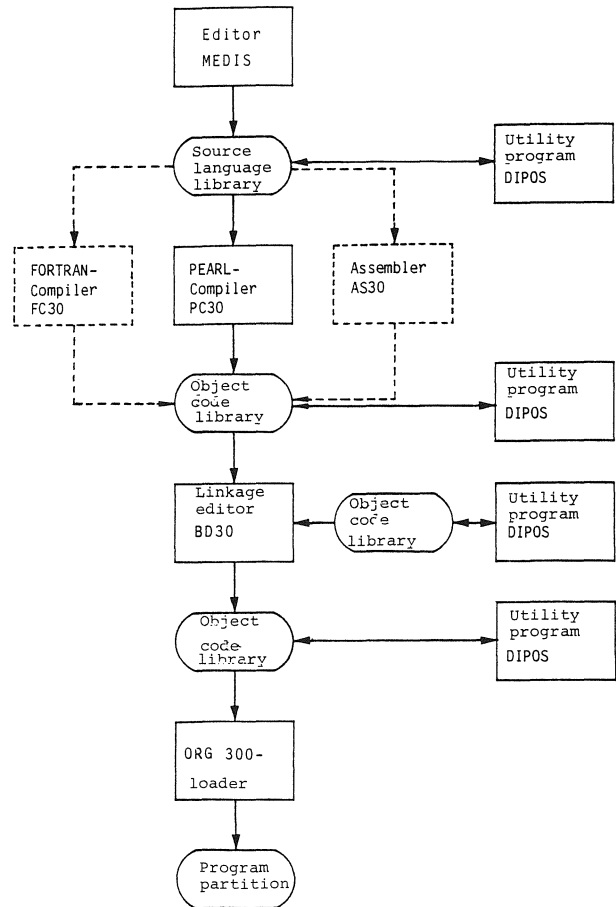 Editor
MEDIS
Source
language
library
Utility
program
DIPOS
FORTRAN-
Compiler
FC30
PEARL-
Compiler
PC30
Assembler
AS30
Object
code
library
Utility
program
DIPOS
Linkage
editor
BD30
Object
code
library
Utility
program
DIPOS
Object
code
library
Utility
program
DIPOS
ORG 300-
loader
Program
partition